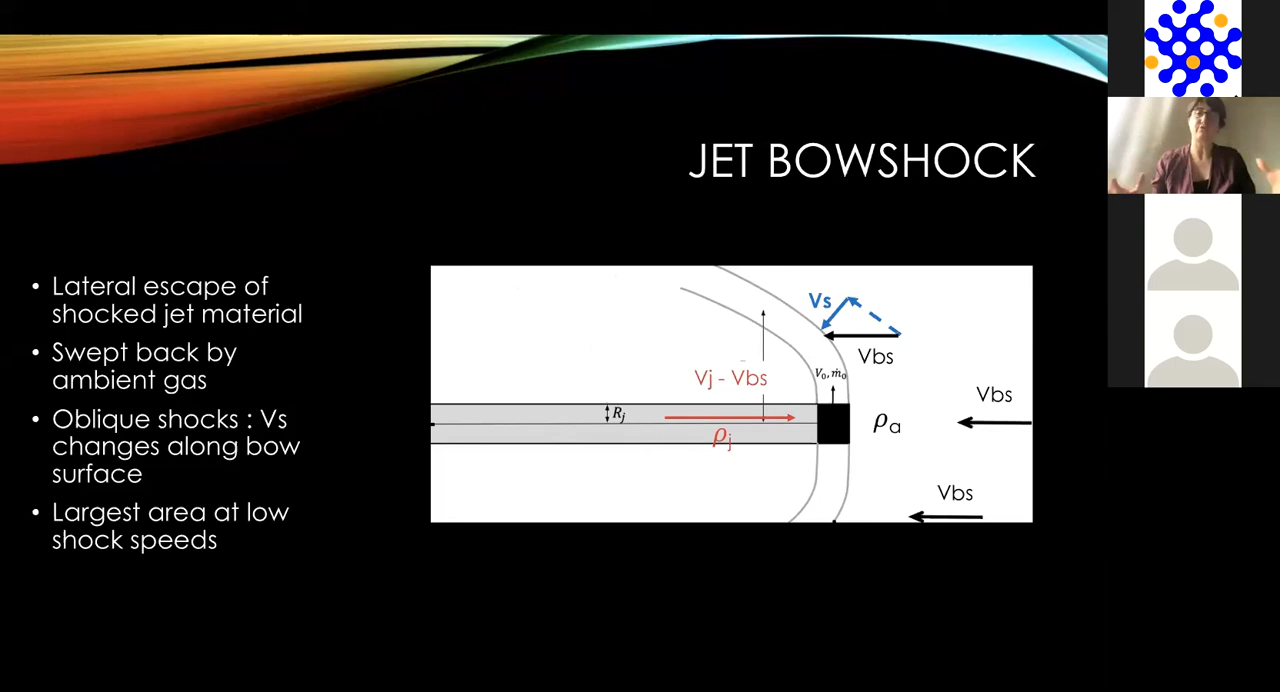 JET BOWSHOCK
• Lateral escape of
shocked jet material
• Swept back by
ambient gas
• Oblique shocks : Vs
changes along bow
surface
• Largest area at low
shock speeds
Vs
Vbs
Vj - Vbs
V₀, ṁ₀
Vbs
Rⱼ
ρⱼ
ρₐ
Vbs